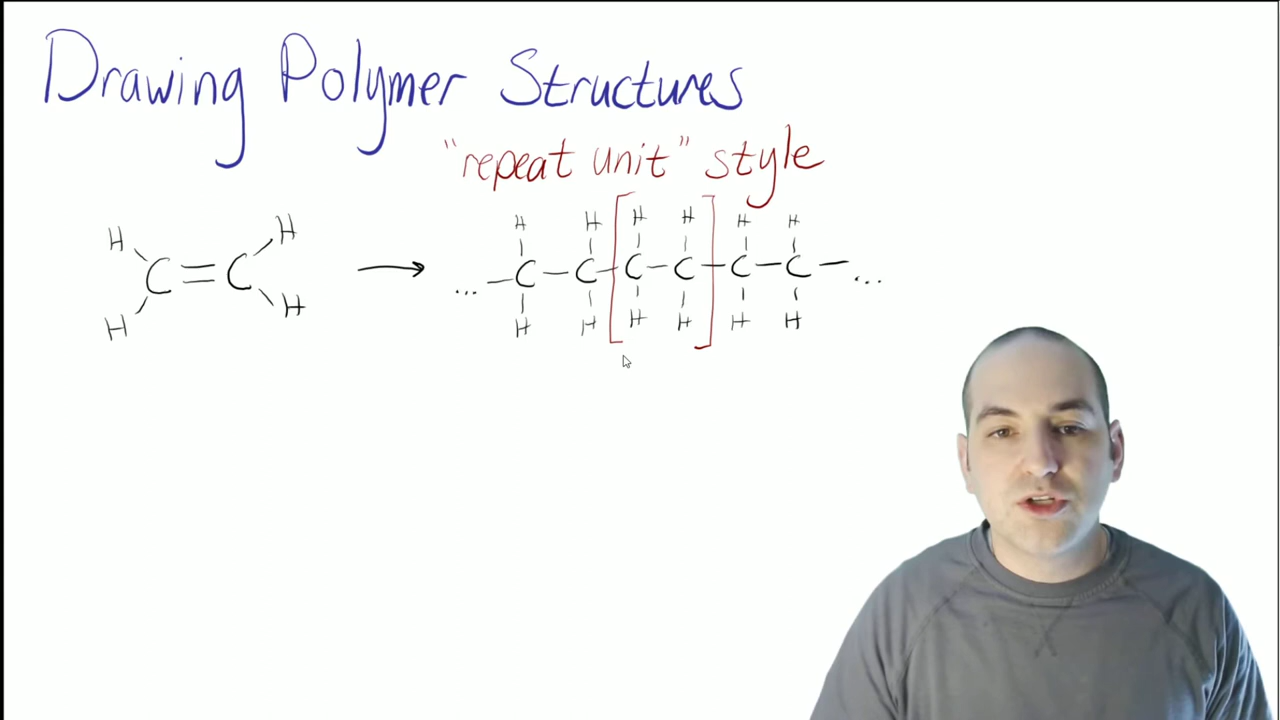 Drawing Polymer Structures
"repeat unit" style
H H H H H H H H
C = C → ... — C — C — [ C — C ] — C — C — ...
H H H H H H H H